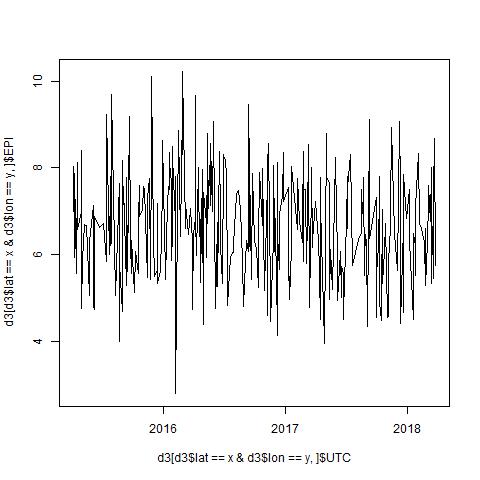 d3[d3$lat == x & d3$lon == y, ]$EPI
10
8
6
4
2016 2017 2018
d3[d3$lat == x & d3$lon == y, ]$UTC